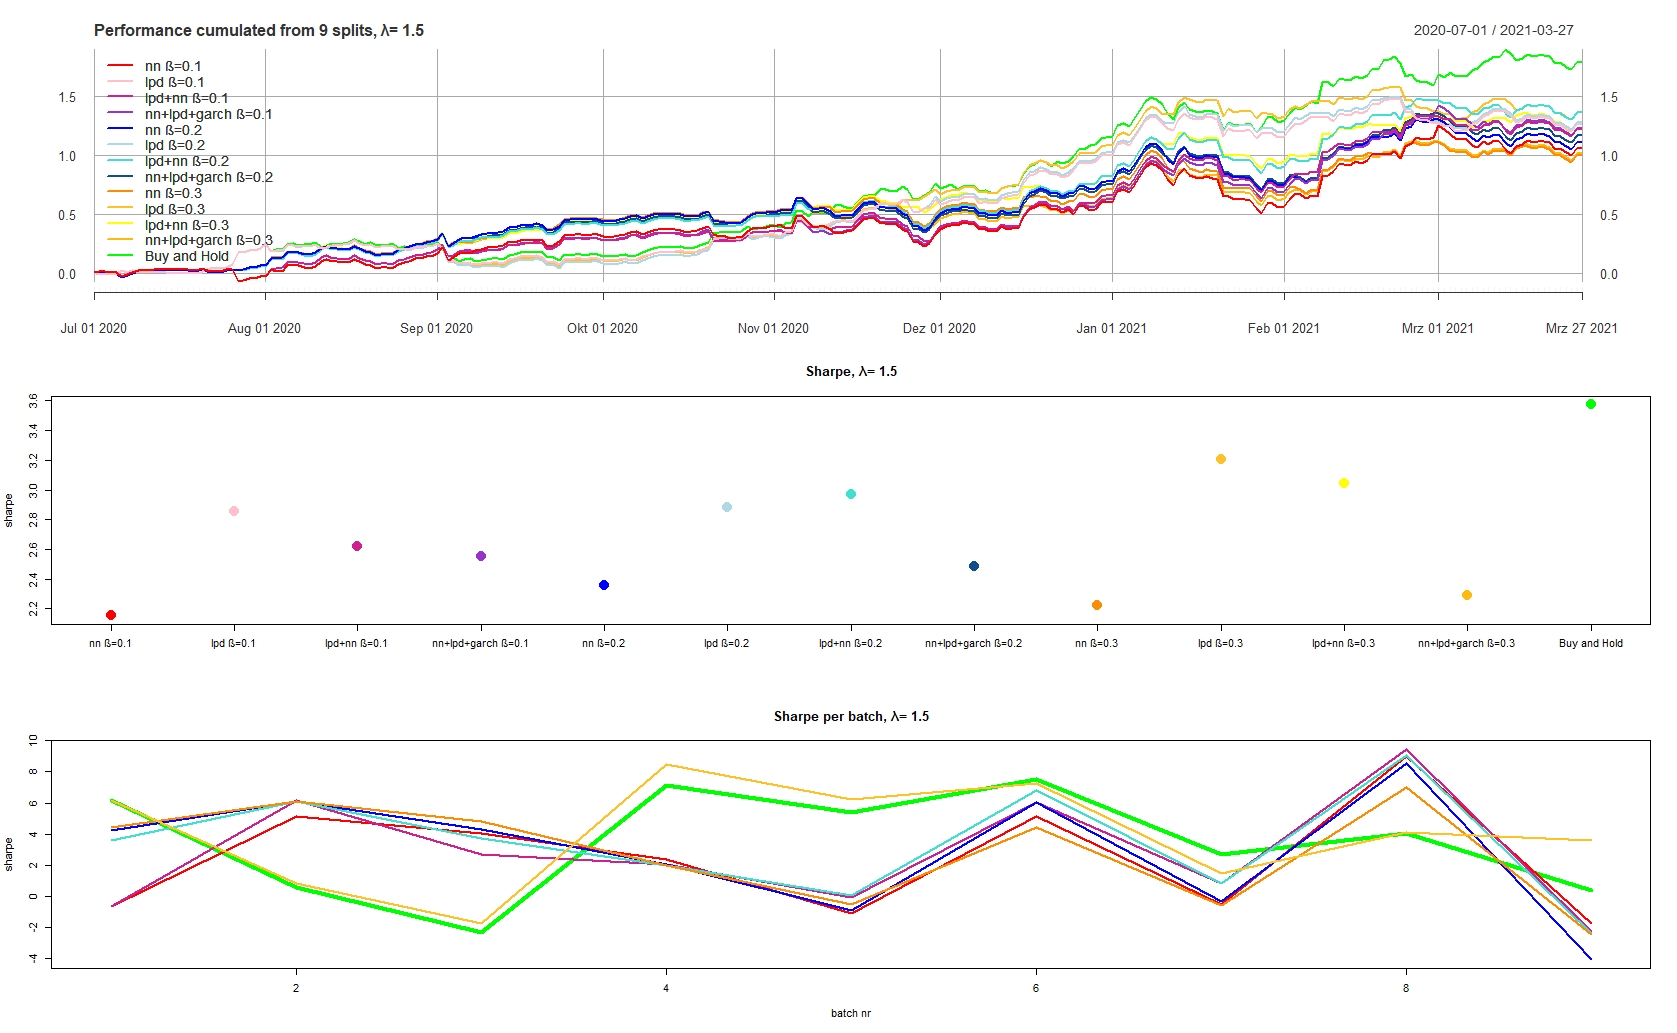 Performance cumulated from 9 splits, λ= 1.5
2020-07-01 / 2021-03-27
nn ß=0.1
lpd ß=0.1
lpd+nn ß=0.1
nn+lpd+garch ß=0.1
nn ß=0.2
lpd ß=0.2
lpd+nn ß=0.2
nn+lpd+garch ß=0.2
nn ß=0.3
lpd ß=0.3
lpd+nn ß=0.3
nn+lpd+garch ß=0.3
Buy and Hold
1.5 1.5
1.0 1.0
0.5 0.5
0.0 0.0
Jul 01 2020 Aug 01 2020 Sep 01 2020 Okt 01 2020 Nov 01 2020 Dez 01 2020 Jan 01 2021 Feb 01 2021 Mrz 01 2021 Mrz 27 2021
Sharpe, λ= 1.5
sharpe
3.6
3.4
3.2
3.0
2.8
2.6
2.4
2.2
nn ß=0.1 lpd ß=0.1 lpd+nn ß=0.1 nn+lpd+garch ß=0.1 nn ß=0.2 lpd ß=0.2 lpd+nn ß=0.2 nn+lpd+garch ß=0.2 nn ß=0.3 lpd ß=0.3 lpd+nn ß=0.3 nn+lpd+garch ß=0.3 Buy and Hold
Sharpe per batch, λ= 1.5
sharpe
10
8
6
4
2
0
-2
-4
2 4 6 8
batch nr